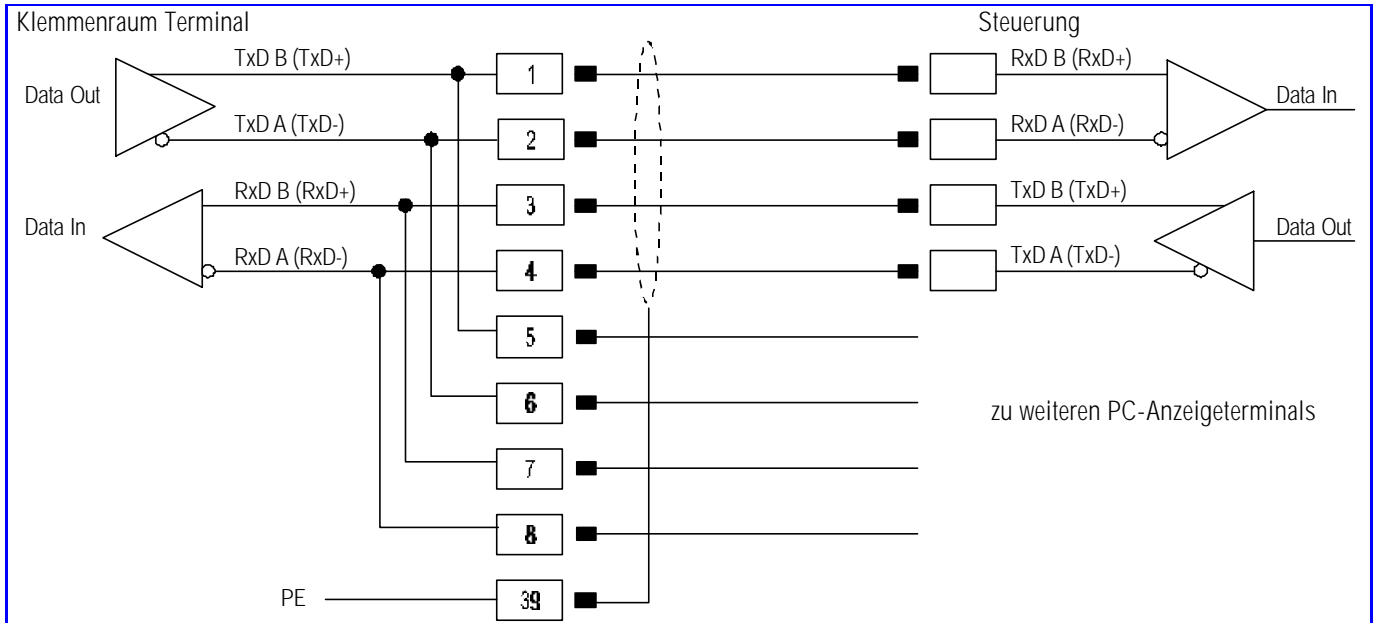 Klemmenraum Terminal
Steuerung
TxD B (TxD+)
1
RxD B (RxD+)
Data Out
Data In
TxD A (TxD-)
2
RxD A (RxD-)
RxD B (RxD+)
3
TxD B (TxD+)
Data In
Data Out
RxD A (RxD-)
4
TxD A (TxD-)
5
6
zu weiteren PC-Anzeigeterminals
7
8
PE
39